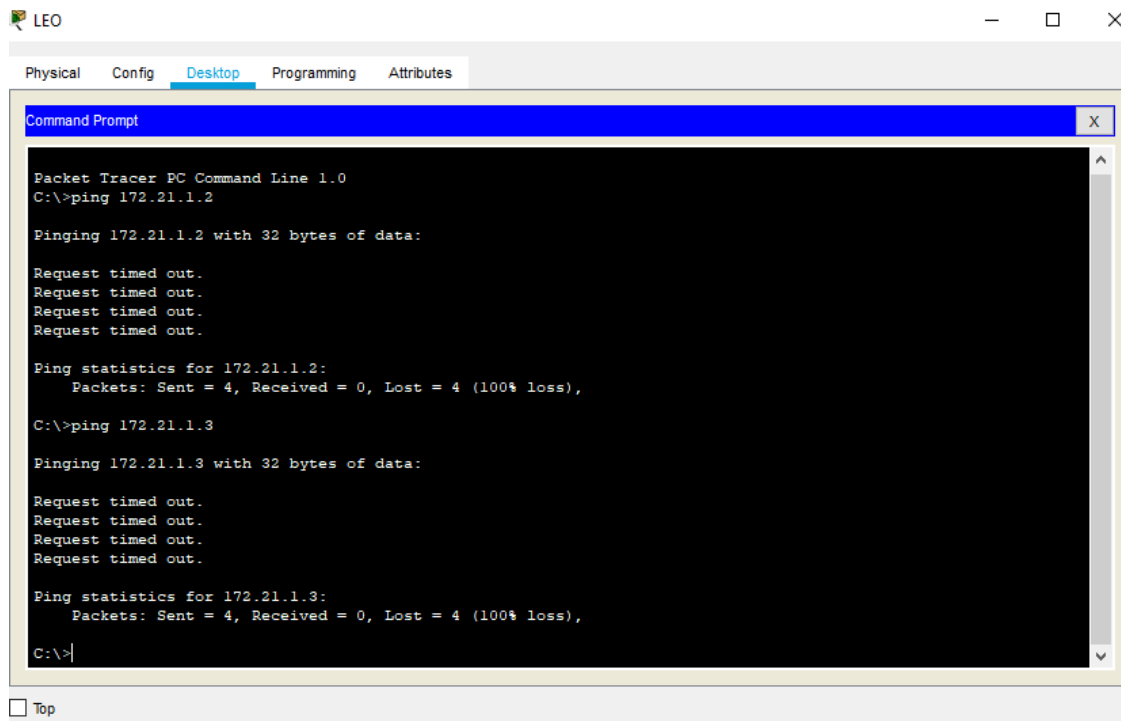 LEO
Physical Config Desktop Programming Attributes
Command Prompt
X
Packet Tracer PC Command Line 1.0
C:\>ping 172.21.1.2
Pinging 172.21.1.2 with 32 bytes of data:
Request timed out.
Request timed out.
Request timed out.
Request timed out.
Ping statistics for 172.21.1.2:
Packets: Sent = 4, Received = 0, Lost = 4 (100% loss),
C:\>ping 172.21.1.3
Pinging 172.21.1.3 with 32 bytes of data:
Request timed out.
Request timed out.
Request timed out.
Request timed out.
Ping statistics for 172.21.1.3:
Packets: Sent = 4, Received = 0, Lost = 4 (100% loss),
C:\>
Top